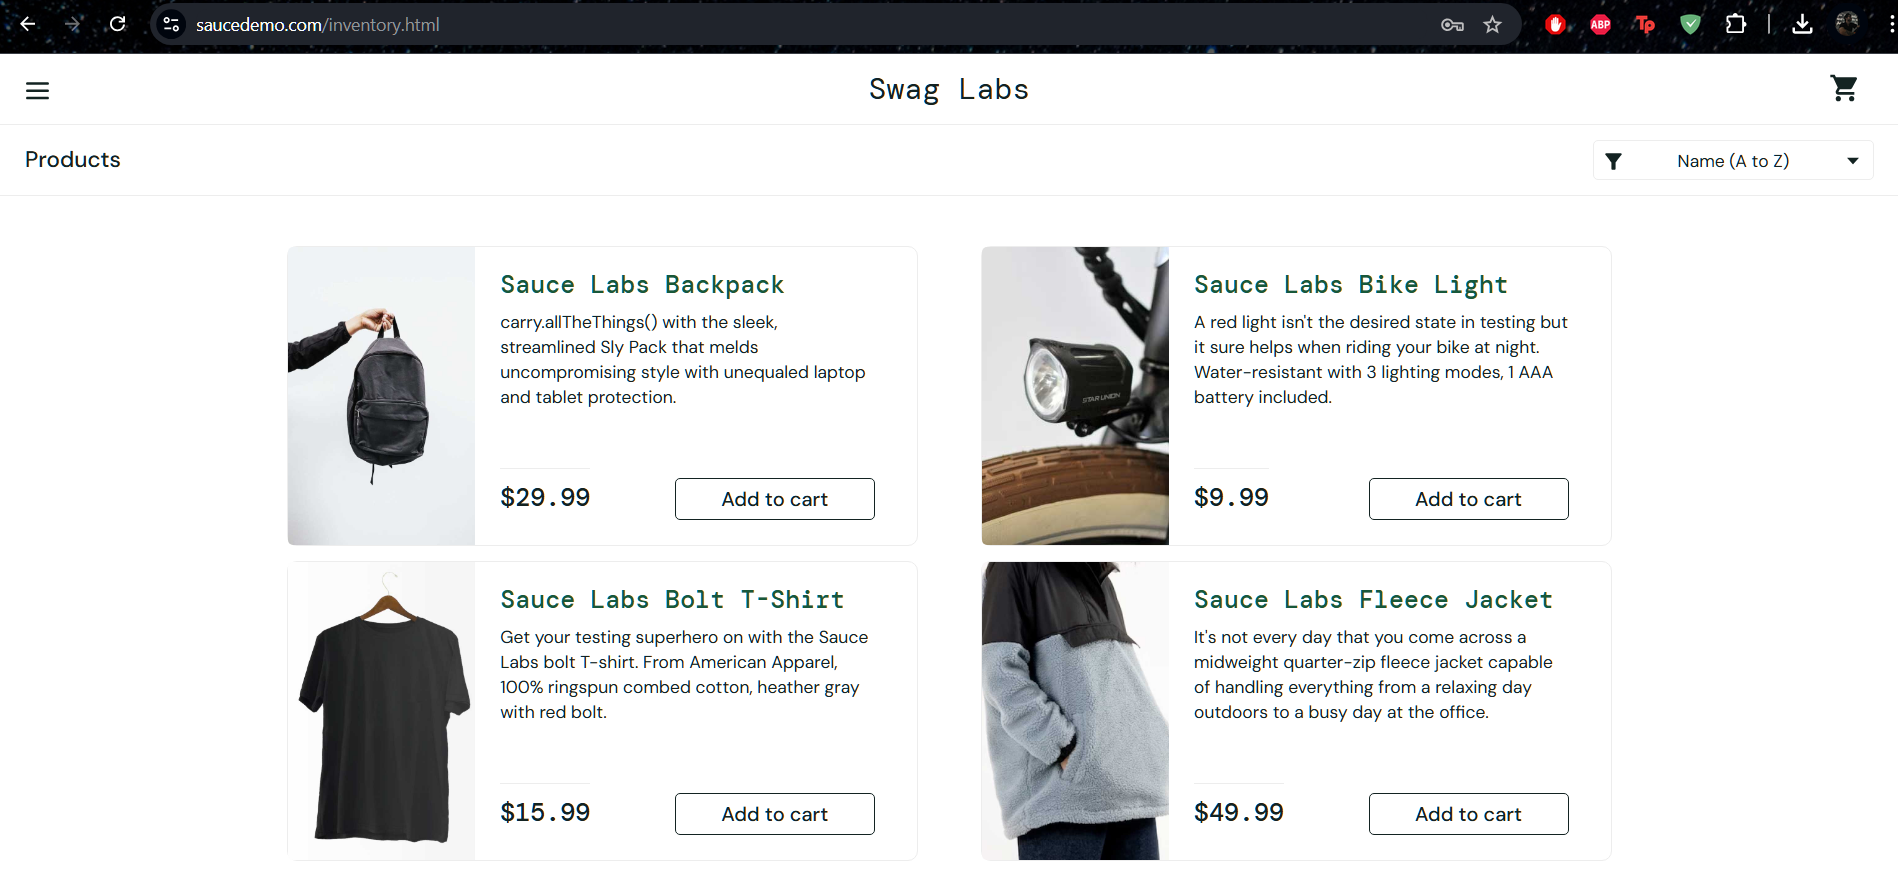 saucedemo.com/inventory.html
ABP
Tp
Swag Labs
Products
Name (A to Z)
Sauce Labs Backpack
carry.allTheThings() with the sleek,
streamlined Sly Pack that melds
uncompromising style with unequaled laptop
and tablet protection.
$29.99
Add to cart
Sauce Labs Bike Light
A red light isn't the desired state in testing but
it sure helps when riding your bike at night.
Water-resistant with 3 lighting modes, 1 AAA
battery included.
STAR UNION
$9.99
Add to cart
Sauce Labs Bolt T-Shirt
Get your testing superhero on with the Sauce
Labs bolt T-shirt. From American Apparel,
100% ringspun combed cotton, heather gray
with red bolt.
$15.99
Add to cart
Sauce Labs Fleece Jacket
It's not every day that you come across a
midweight quarter-zip fleece jacket capable
of handling everything from a relaxing day
outdoors to a busy day at the office.
$49.99
Add to cart